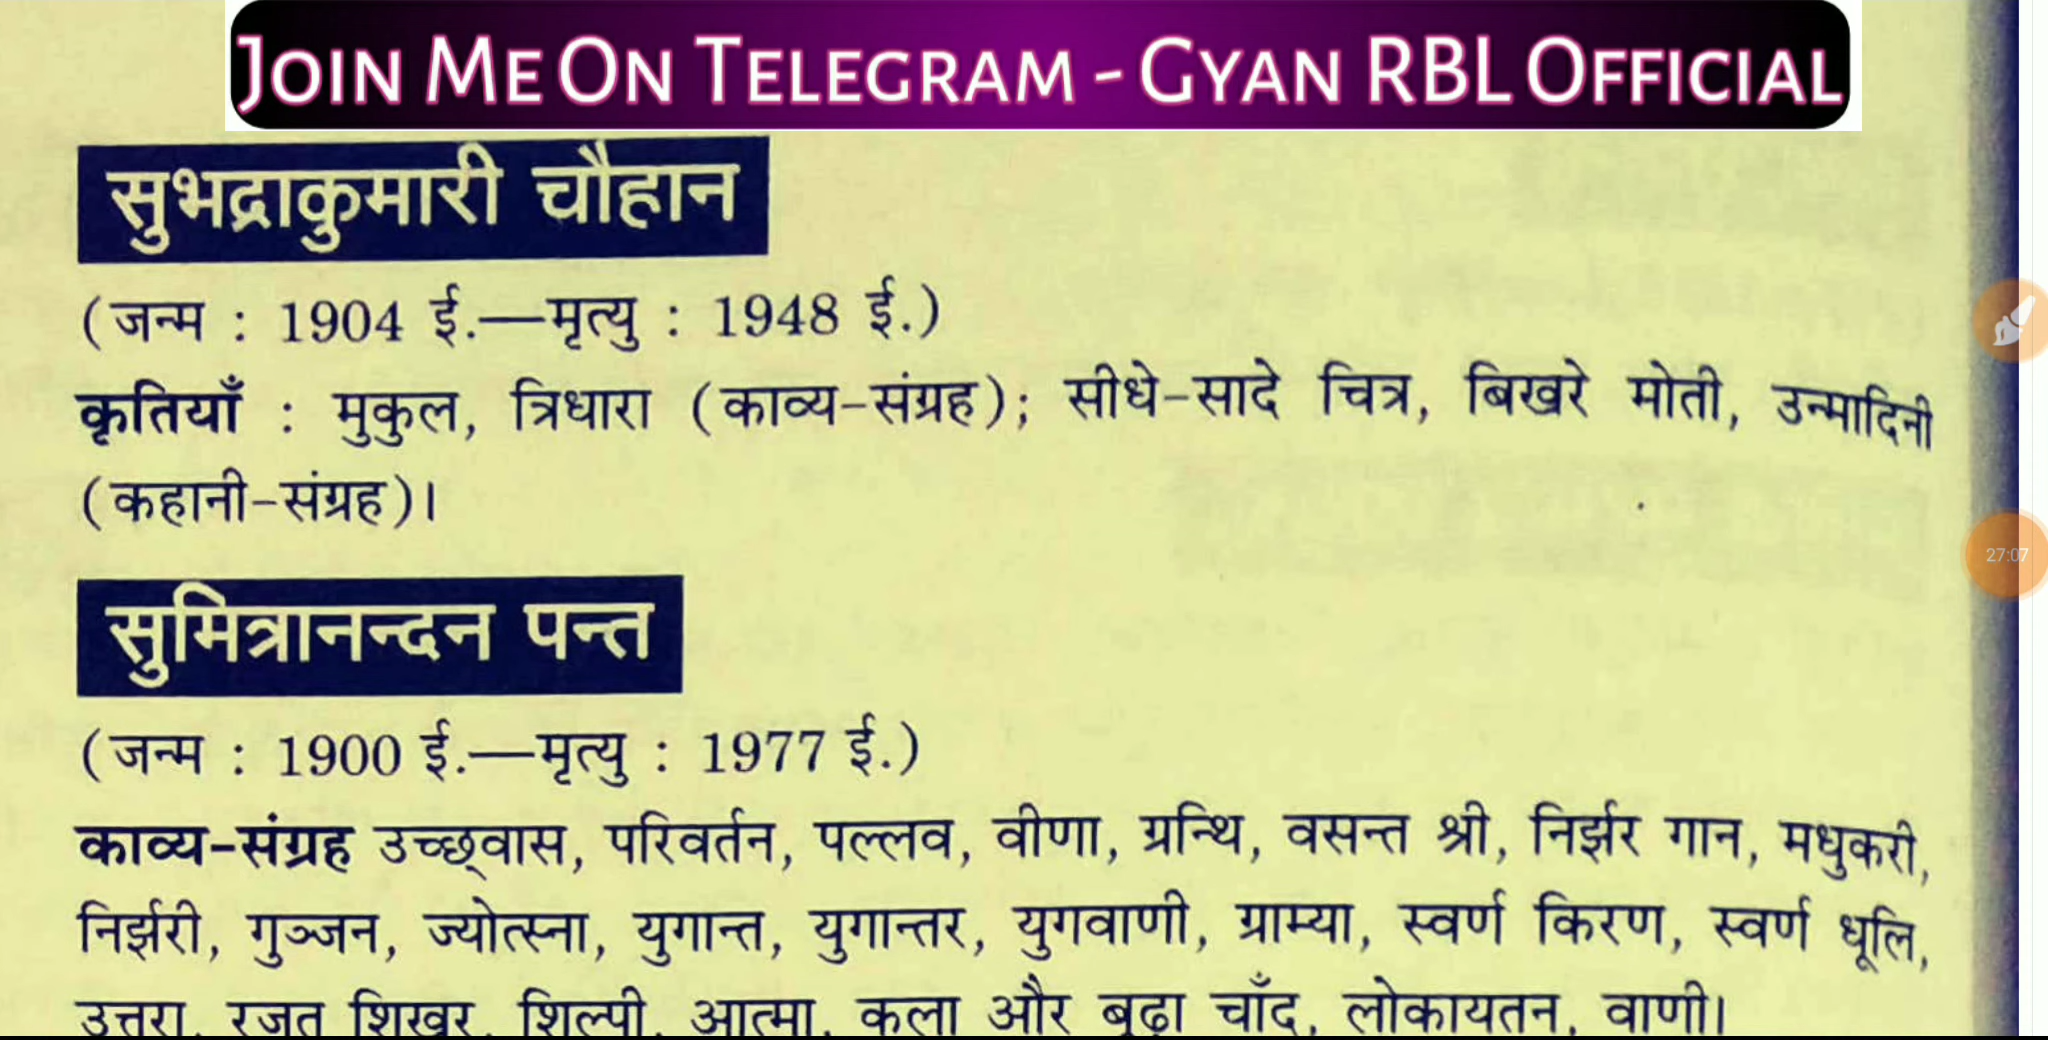 JOIN ME ON TELEGRAM - GYAN RBL OFFICIAL
सुभद्राकुमारी चौहान
(जन्म : 1904 ई.—मृत्यु : 1948 ई.)
कृतियाँ : मुकुल, त्रिधारा (काव्य-संग्रह); सीधे-सादे चित्र, बिखरे मोती, उन्मादिनी
(कहानी-संग्रह)।
27:07
सुमित्रानन्दन पन्त
(जन्म : 1900 ई.—मृत्यु : 1977 ई.)
काव्य-संग्रह उच्छ्वास, परिवर्तन, पल्लव, वीणा, ग्रन्थि, वसन्त श्री, निर्झर गान, मधुकरी,
निर्झरी, गुञ्जन, ज्योत्स्ना, युगान्त, युगान्तर, युगवाणी, ग्राम्या, स्वर्ण किरण, स्वर्ण धूलि,
उत्तरा, रजत शिखर, शिल्पी, आत्मा, कला और बूढ़ा चाँद, लोकायतन, वाणी।